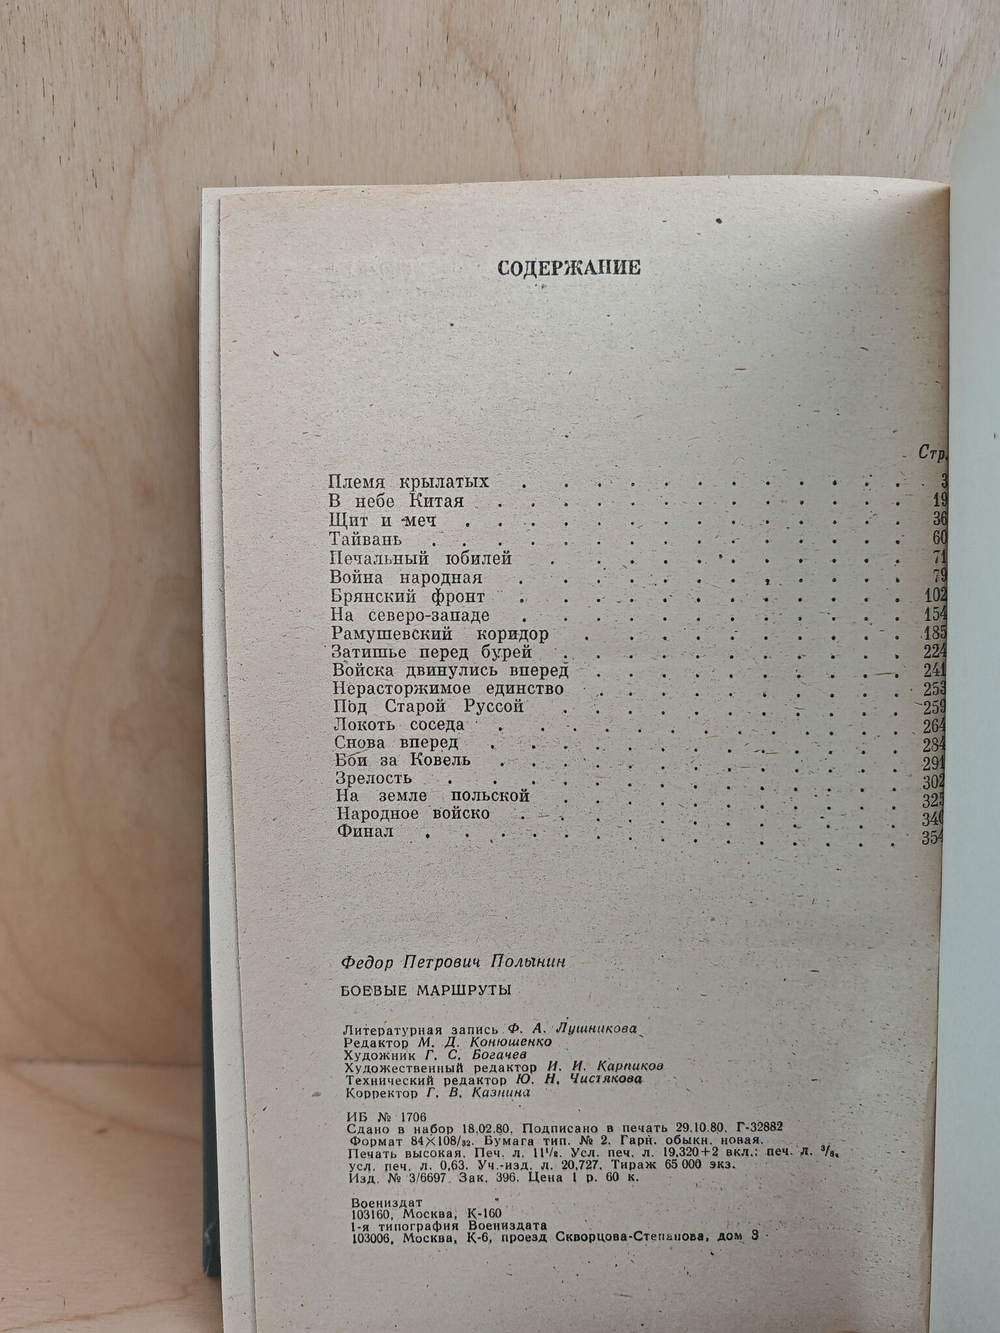 СОДЕРЖАНИЕ
Стр.
Племя крылатых . . . . . . . . . . . . 3
В небе Китая . . . . . . . . . . . . 19
Щит и меч . . . . . . . . . . . . . 36
Тайвань . . . . . . . . . . . . . . 60
Печальный юбилей . . . . . . . . . . . 71
Война народная . . . . . . . . . . . . 79
Брянский фронт . . . . . . . . . . . . 102
На северо-западе . . . . . . . . . . . . 154
Рамушевский коридор . . . . . . . . . . 185
Затишье перед бурей . . . . . . . . . . . 224
Войска двинулись вперед . . . . . . . . . . 241
Нерасторжимое единство . . . . . . . . . . 253
Под Старой Руссой . . . . . . . . . . . 259
Локоть соседа . . . . . . . . . . . . 264
Снова вперед . . . . . . . . . . . . 284
Бои за Ковель . . . . . . . . . . . . 291
Зрелость . . . . . . . . . . . . . 302
На земле польской . . . . . . . . . . . 325
Народное войско . . . . . . . . . . . . 340
Финал . . . . . . . . . . . . . . 354
Федор Петрович Полынин
БОЕВЫЕ МАРШРУТЫ
Литературная запись Ф. А. Лушникова
Редактор М. Д. Конюшенко
Художник Г. С. Богачев
Художественный редактор И. И. Карпиков
Технический редактор Ю. Н. Чистякова
Корректор Г. В. Казнина
ИБ № 1706
Сдано в набор 18.02.80. Подписано в печать 29.10.80. Г-32882
Формат 84×108/32. Бумага тип. № 2. Гарн. обыкн. новая.
Печать высокая. Печ. л. 11½. Усл. печ. л. 19,320+2 вкл.: печ. л. ³/₈,
усл. печ. л. 0,63. Уч.-изд. л. 20,727. Тираж 65 000 экз.
Изд. № 3/6697. Зак. 396. Цена 1 р. 60 к.
Воениздат
103160, Москва, К-160
1-я типография Воениздата
103006, Москва, К-6, проезд Скворцова-Степанова, дом 3